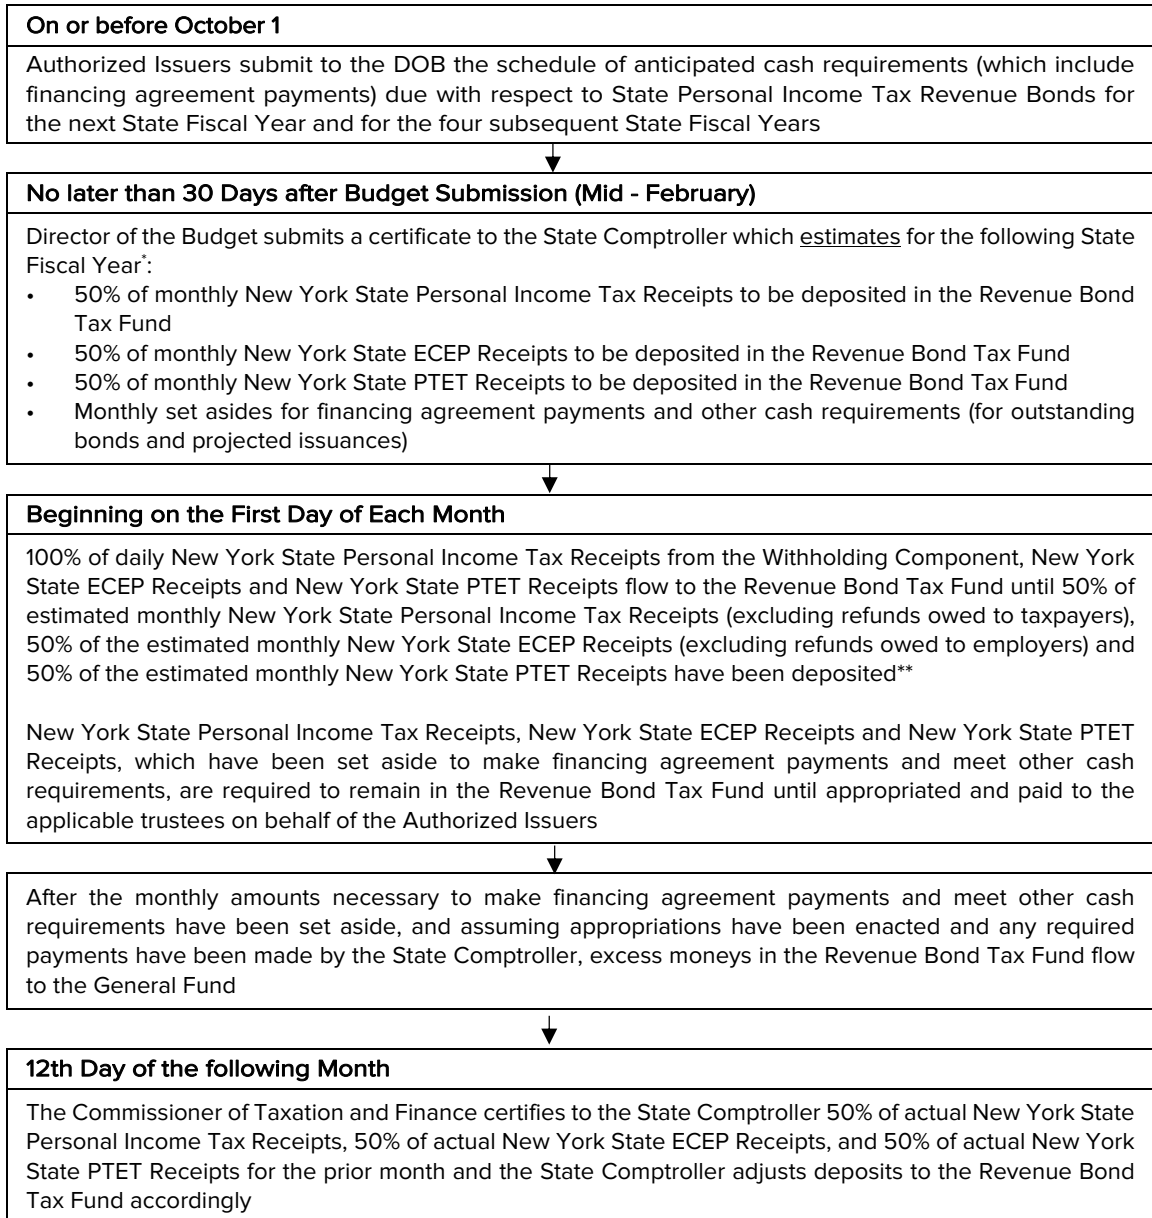 On or before October 1
Authorized Issuers submit to the DOB the schedule of anticipated cash requirements (which include
financing agreement payments) due with respect to State Personal Income Tax Revenue Bonds for
the next State Fiscal Year and for the four subsequent State Fiscal Years
No later than 30 Days after Budget Submission (Mid - February)
Director of the Budget submits a certificate to the State Comptroller which estimates for the following State
Fiscal Year*:
• 50% of monthly New York State Personal Income Tax Receipts to be deposited in the Revenue Bond
Tax Fund
• 50% of monthly New York State ECEP Receipts to be deposited in the Revenue Bond Tax Fund
• 50% of monthly New York State PTET Receipts to be deposited in the Revenue Bond Tax Fund
• Monthly set asides for financing agreement payments and other cash requirements (for outstanding
bonds and projected issuances)
Beginning on the First Day of Each Month
100% of daily New York State Personal Income Tax Receipts from the Withholding Component, New York
State ECEP Receipts and New York State PTET Receipts flow to the Revenue Bond Tax Fund until 50% of
estimated monthly New York State Personal Income Tax Receipts (excluding refunds owed to taxpayers),
50% of the estimated monthly New York State ECEP Receipts (excluding refunds owed to employers) and
50% of the estimated monthly New York State PTET Receipts have been deposited**
New York State Personal Income Tax Receipts, New York State ECEP Receipts and New York State PTET
Receipts, which have been set aside to make financing agreement payments and meet other cash
requirements, are required to remain in the Revenue Bond Tax Fund until appropriated and paid to the
applicable trustees on behalf of the Authorized Issuers
After the monthly amounts necessary to make financing agreement payments and meet other cash
requirements have been set aside, and assuming appropriations have been enacted and any required
payments have been made by the State Comptroller, excess moneys in the Revenue Bond Tax Fund flow
to the General Fund
12th Day of the following Month
The Commissioner of Taxation and Finance certifies to the State Comptroller 50% of actual New York State
Personal Income Tax Receipts, 50% of actual New York State ECEP Receipts, and 50% of actual New York
State PTET Receipts for the prior month and the State Comptroller adjusts deposits to the Revenue Bond
Tax Fund accordingly